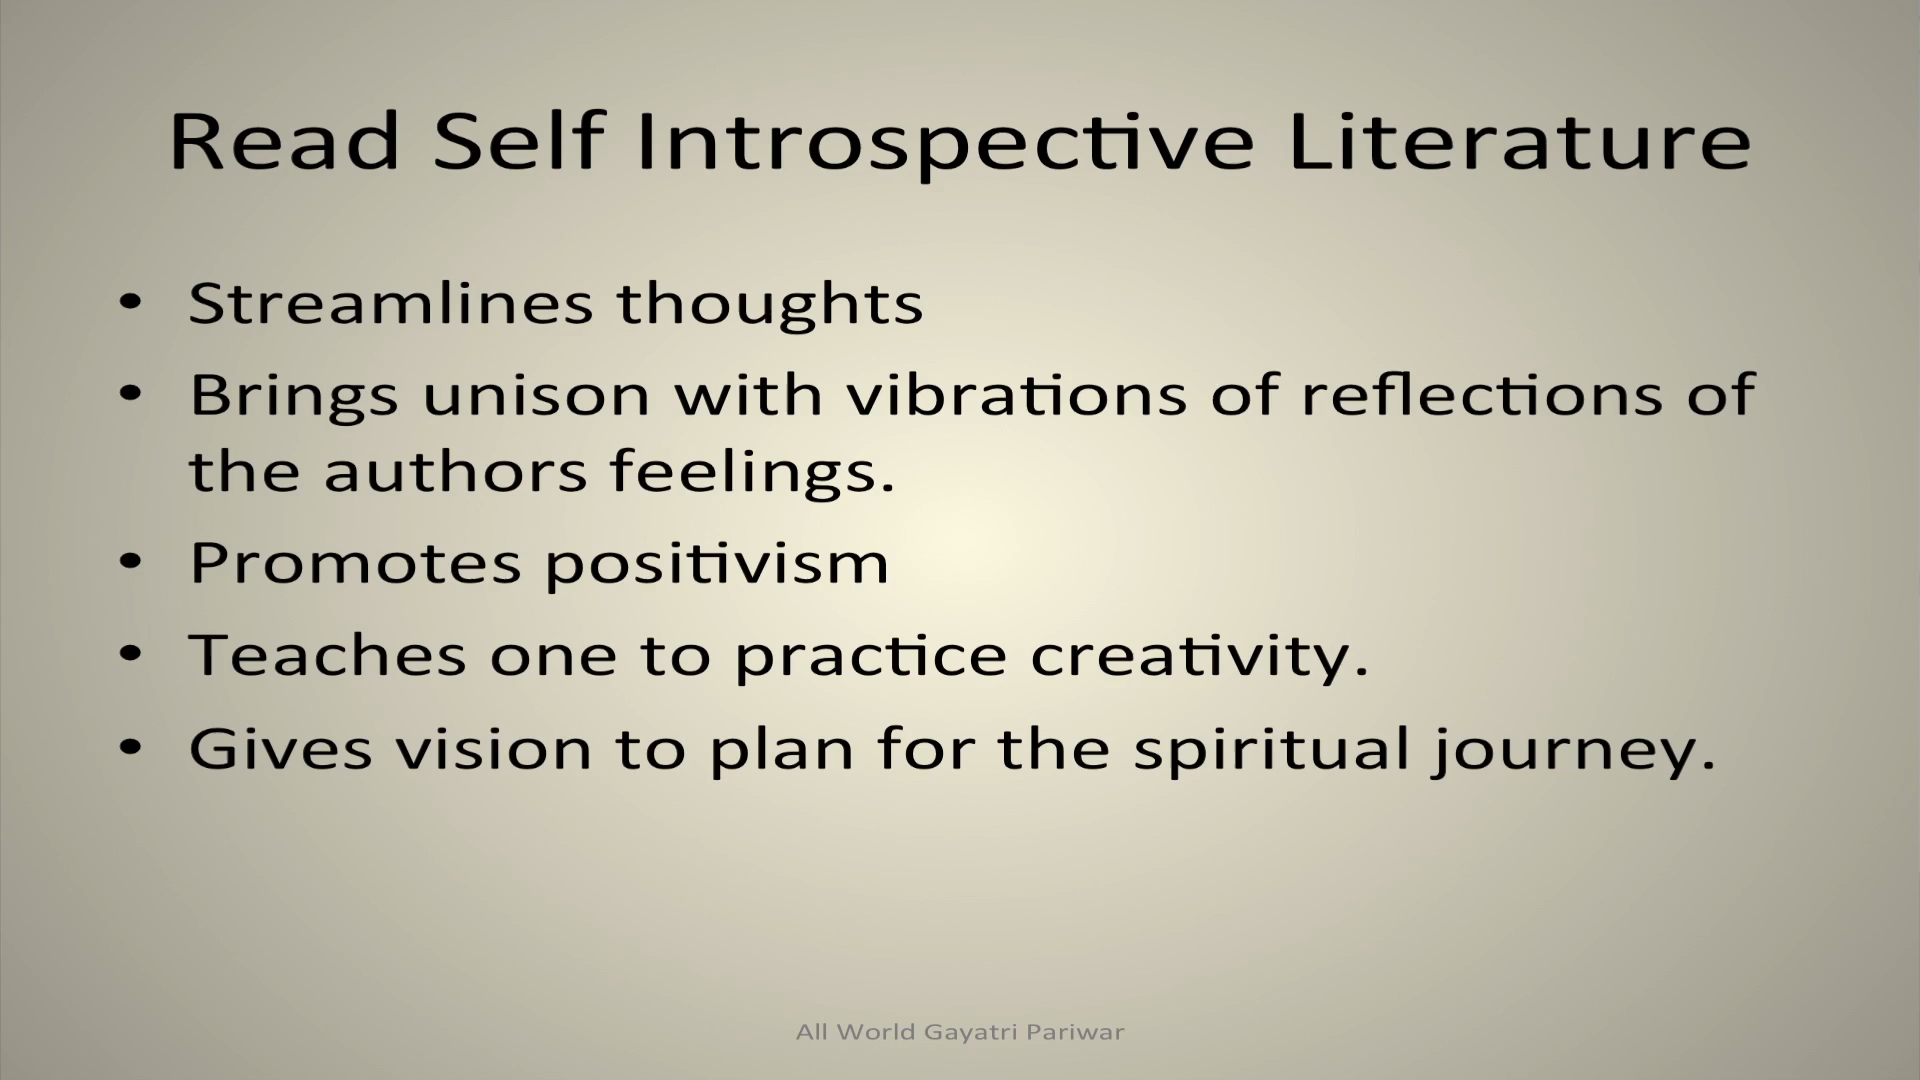 Read Self Introspective Literature
• Streamlines thoughts
• Brings unison with vibrations of reflections of
the authors feelings.
• Promotes positivism
• Teaches one to practice creativity.
• Gives vision to plan for the spiritual journey.
All World Gayatri Pariwar